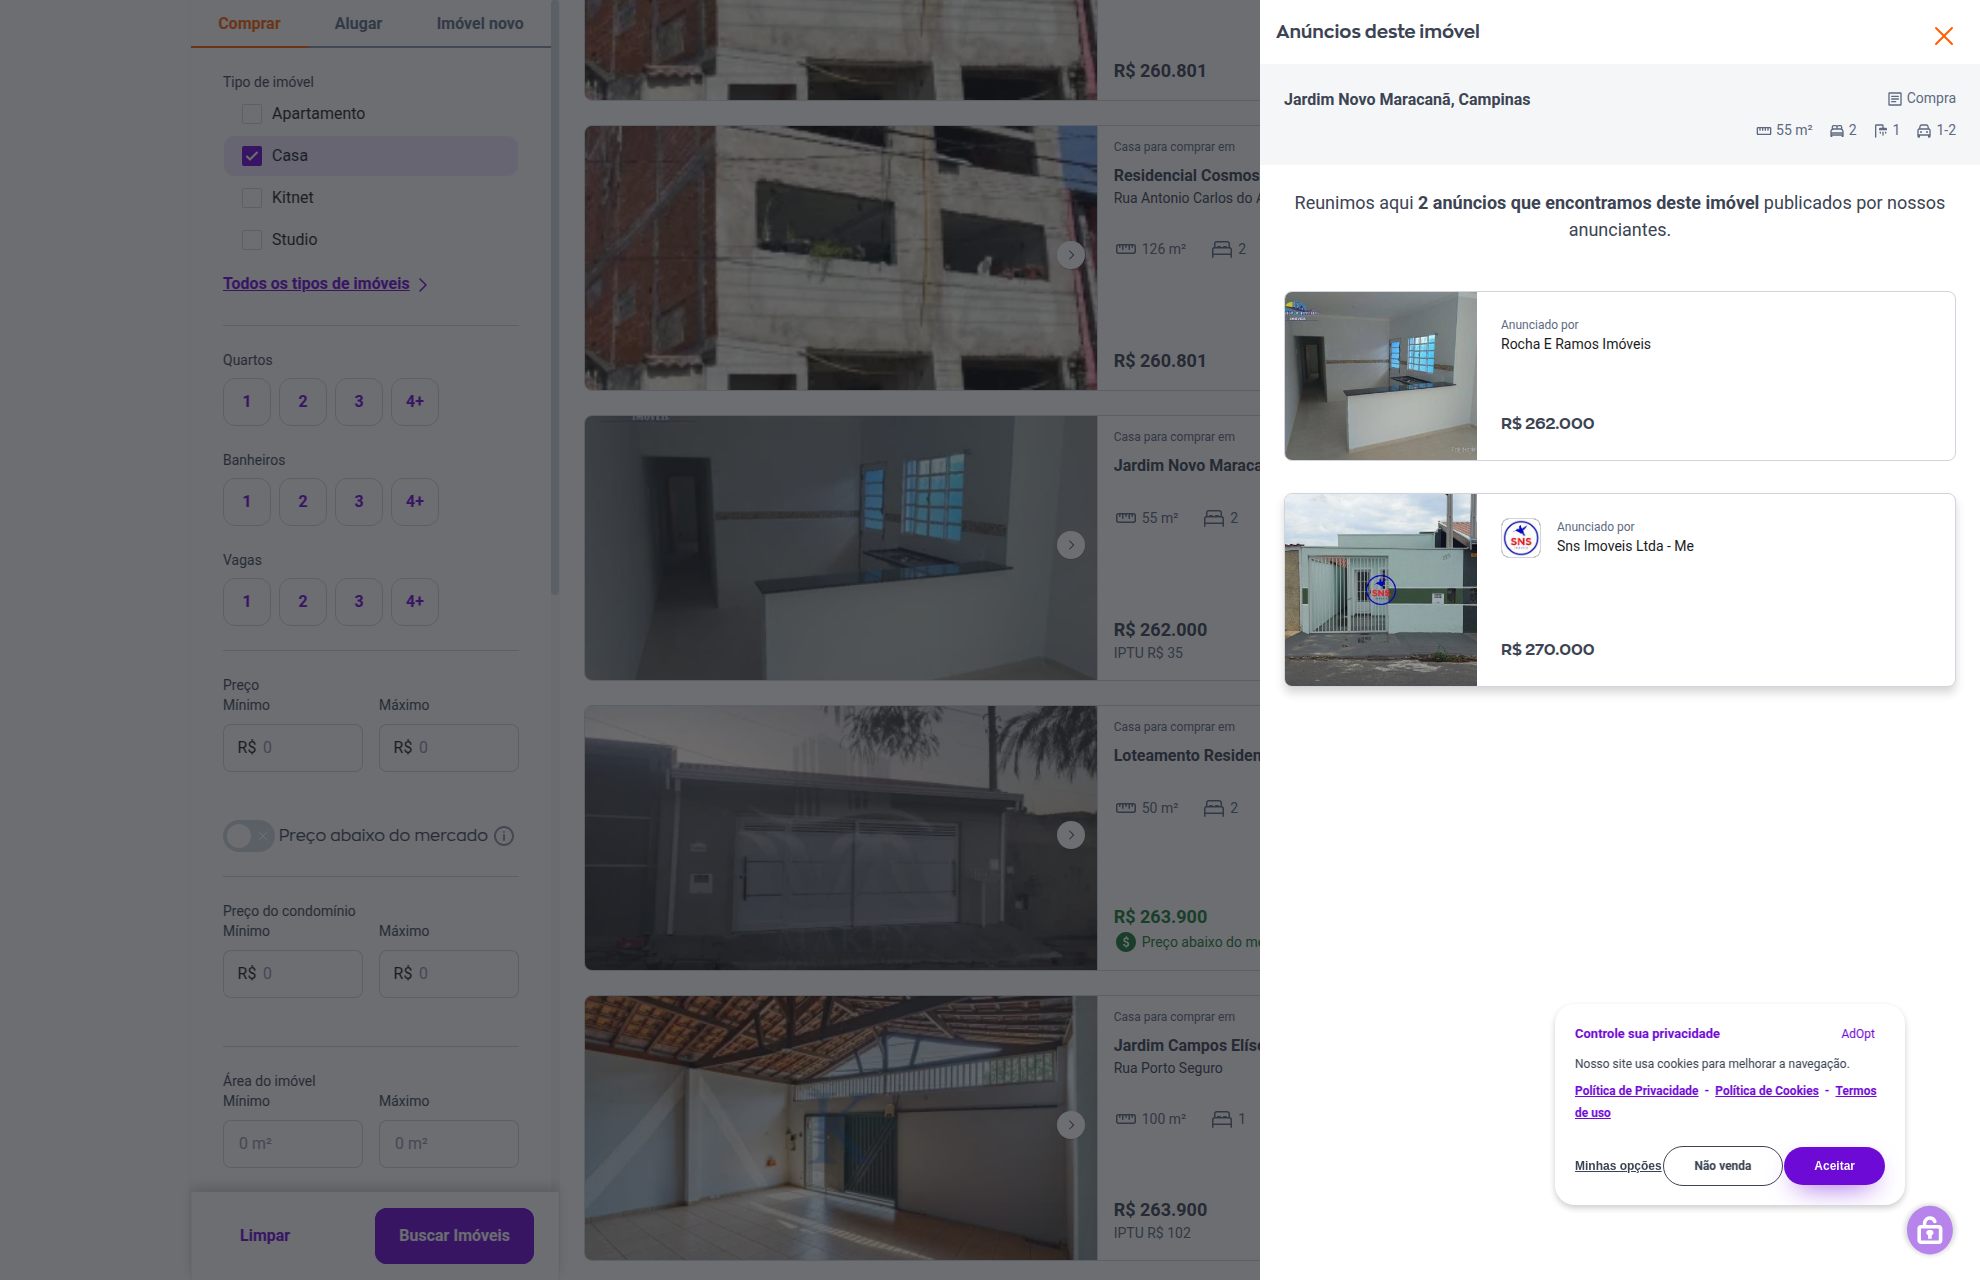 Comprar
Alugar
Imóvel novo
Tipo de imóvel
Apartamento
Casa
Kitnet
Studio
Todos os tipos de imóveis
Quartos
1
2
3
4+
Banheiros
1
2
3
4+
Vagas
1
2
3
4+
Preço
Mínimo
Máximo
R$ 0
R$ 0
Preço abaixo do mercado
Preço do condomínio
Mínimo
Máximo
R$ 0
R$ 0
Área do imóvel
Mínimo
Máximo
0 m²
0 m²
Limpar
Buscar Imóveis
R$ 260.801
Casa para comprar em
Residencial Cosmos
Rua Antonio Carlos do
126 m²
2
R$ 260.801
Casa para comprar em
Jardim Novo Maraca
55 m²
2
R$ 262.000
IPTU R$ 35
Casa para comprar em
Loteamento Residen
50 m²
2
R$ 263.900
$ Preço abaixo do me
Casa para comprar em
Jardim Campos Elíse
Rua Porto Seguro
100 m²
1
R$ 263.900
IPTU R$ 102
Anúncios deste imóvel
Jardim Novo Maracanã, Campinas
Compra
55 m²
2
1
1-2
Reunimos aqui 2 anúncios que encontramos deste imóvel publicados por nossos
anunciantes.
Anunciado por
Rocha E Ramos Imóveis
R$ 262.000
SNS
SNS
Anunciado por
Sns Imoveis Ltda - Me
R$ 270.000
Controle sua privacidade
AdOpt
Nosso site usa cookies para melhorar a navegação.
Política de Privacidade - Política de Cookies - Termos
de uso
Minhas opções
Não venda
Aceitar